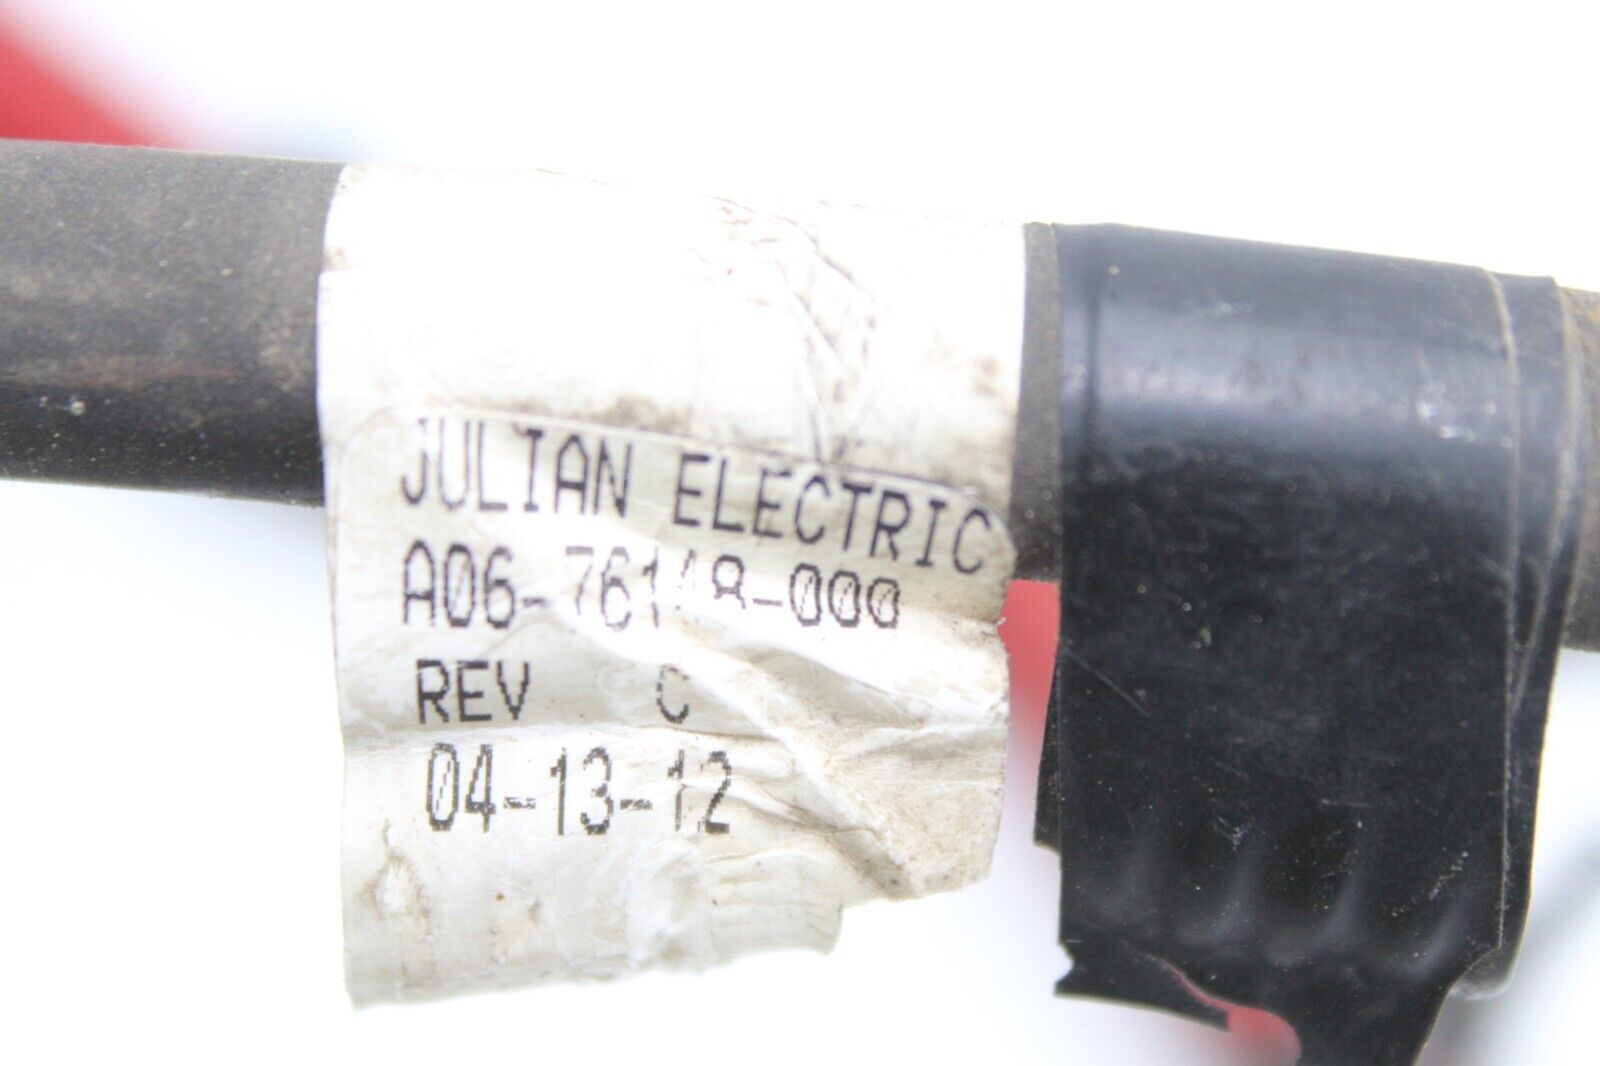 JULIAN ELECTRIC
A06-76148-000
REV C
04-13-12